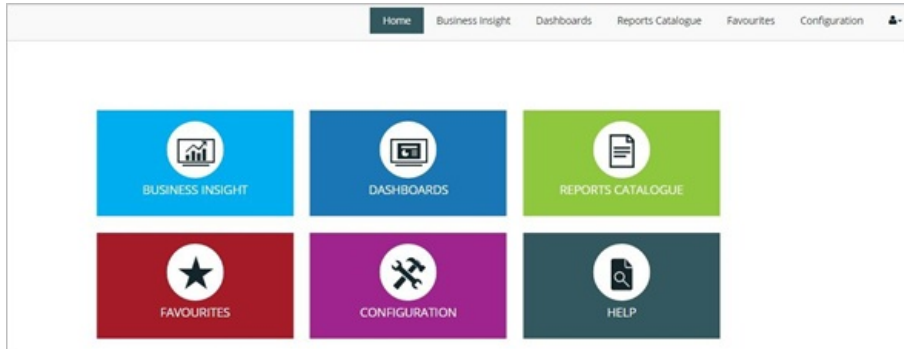 Home Business Insight Dashboards Reports Catalogue Favourites Configuration
BUSINESS INSIGHT DASHBOARDS REPORTS CATALOGUE
FAVOURITES CONFIGURATION HELP